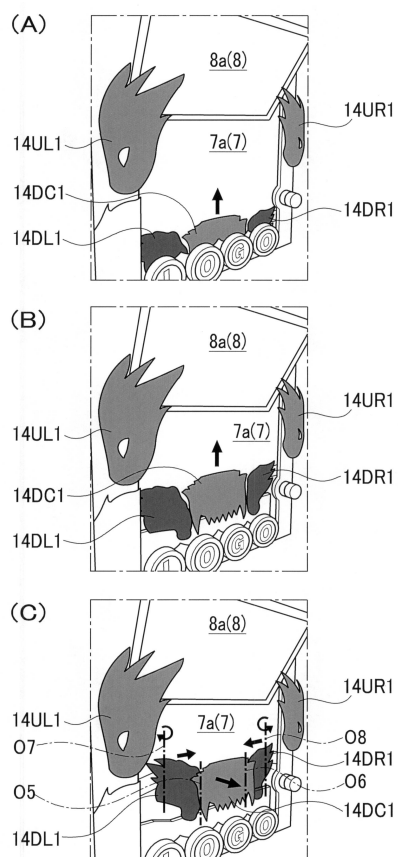 (A)
8a(8)
14UR1
14UL1
7a(7)
14DC1
14DR1
14DL1
L O G O
(B)
8a(8)
14UR1
14UL1
7a(7)
14DC1
14DR1
14DL1
L O G O
(C)
8a(8)
14UR1
14UL1
7a(7)
O7
O8
14DR1
O5
O6
14DC1
14DL1
L O G O